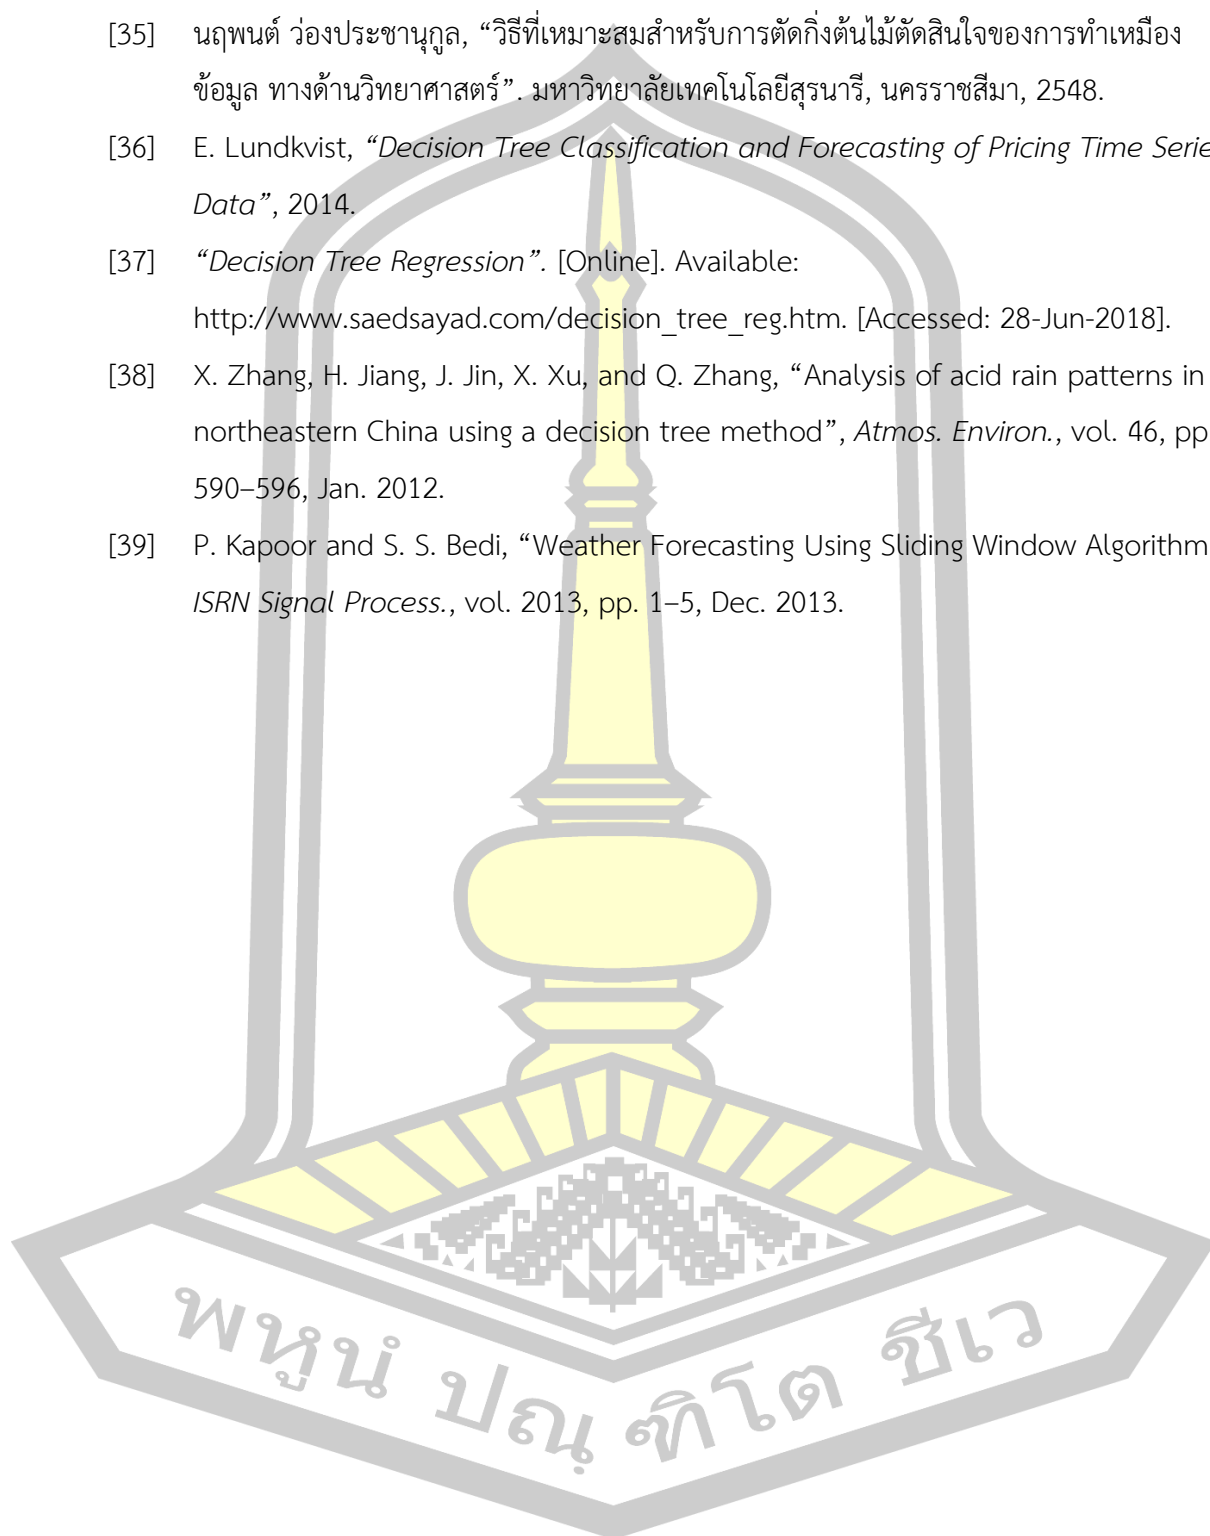 [35] นฤพนต์ ว่องประชานุกูล, “วิธีที่เหมาะสมสำหรับการตัดกิ่งต้นไม้ตัดสินใจของการทำเหมือง
ข้อมูล ทางด้านวิทยาศาสตร์”. มหาวิทยาลัยเทคโนโลยีสุรนารี, นครราชสีมา, 2548.
[36] E. Lundkvist, “Decision Tree Classification and Forecasting of Pricing Time Serie
Data”, 2014.
[37] “Decision Tree Regression”. [Online]. Available:
http://www.saedsayad.com/decision_tree_reg.htm. [Accessed: 28-Jun-2018].
[38] X. Zhang, H. Jiang, J. Jin, X. Xu, and Q. Zhang, “Analysis of acid rain patterns in
northeastern China using a decision tree method”, Atmos. Environ., vol. 46, pp
590–596, Jan. 2012.
[39] P. Kapoor and S. S. Bedi, “Weather Forecasting Using Sliding Window Algorithm
ISRN Signal Process., vol. 2013, pp. 1–5, Dec. 2013.
พหูนํ ปณฺฑิโต ชีเว